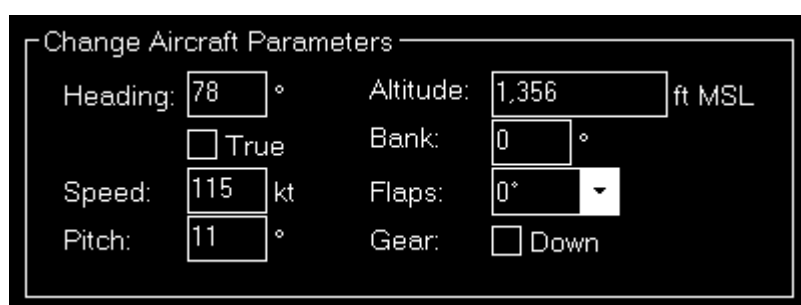 Change Aircraft Parameters
Heading: 78 ° Altitude: 1,356 ft MSL
True Bank: 0 °
Speed: 115 kt Flaps: 0°
Pitch: 11 ° Gear: Down